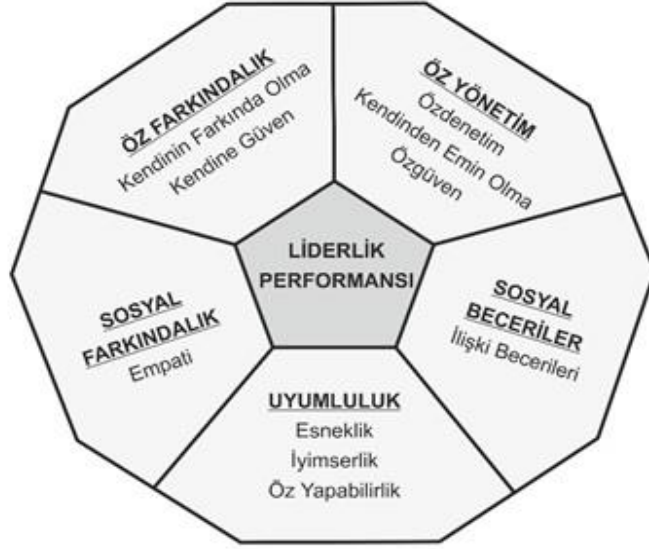 ÖZ FARKINDALIK
Kendinin Farkında Olma
Kendine Güven
ÖZ YÖNETİM
Özdenetim
Kendinden Emin Olma
Özgüven
LİDERLİK
PERFORMANSI
SOSYAL
FARKINDALIK
Empati
SOSYAL
BECERİLER
İlişki Becerileri
UYUMLULUK
Esneklik
İyimserlik
Öz Yapabilirlik